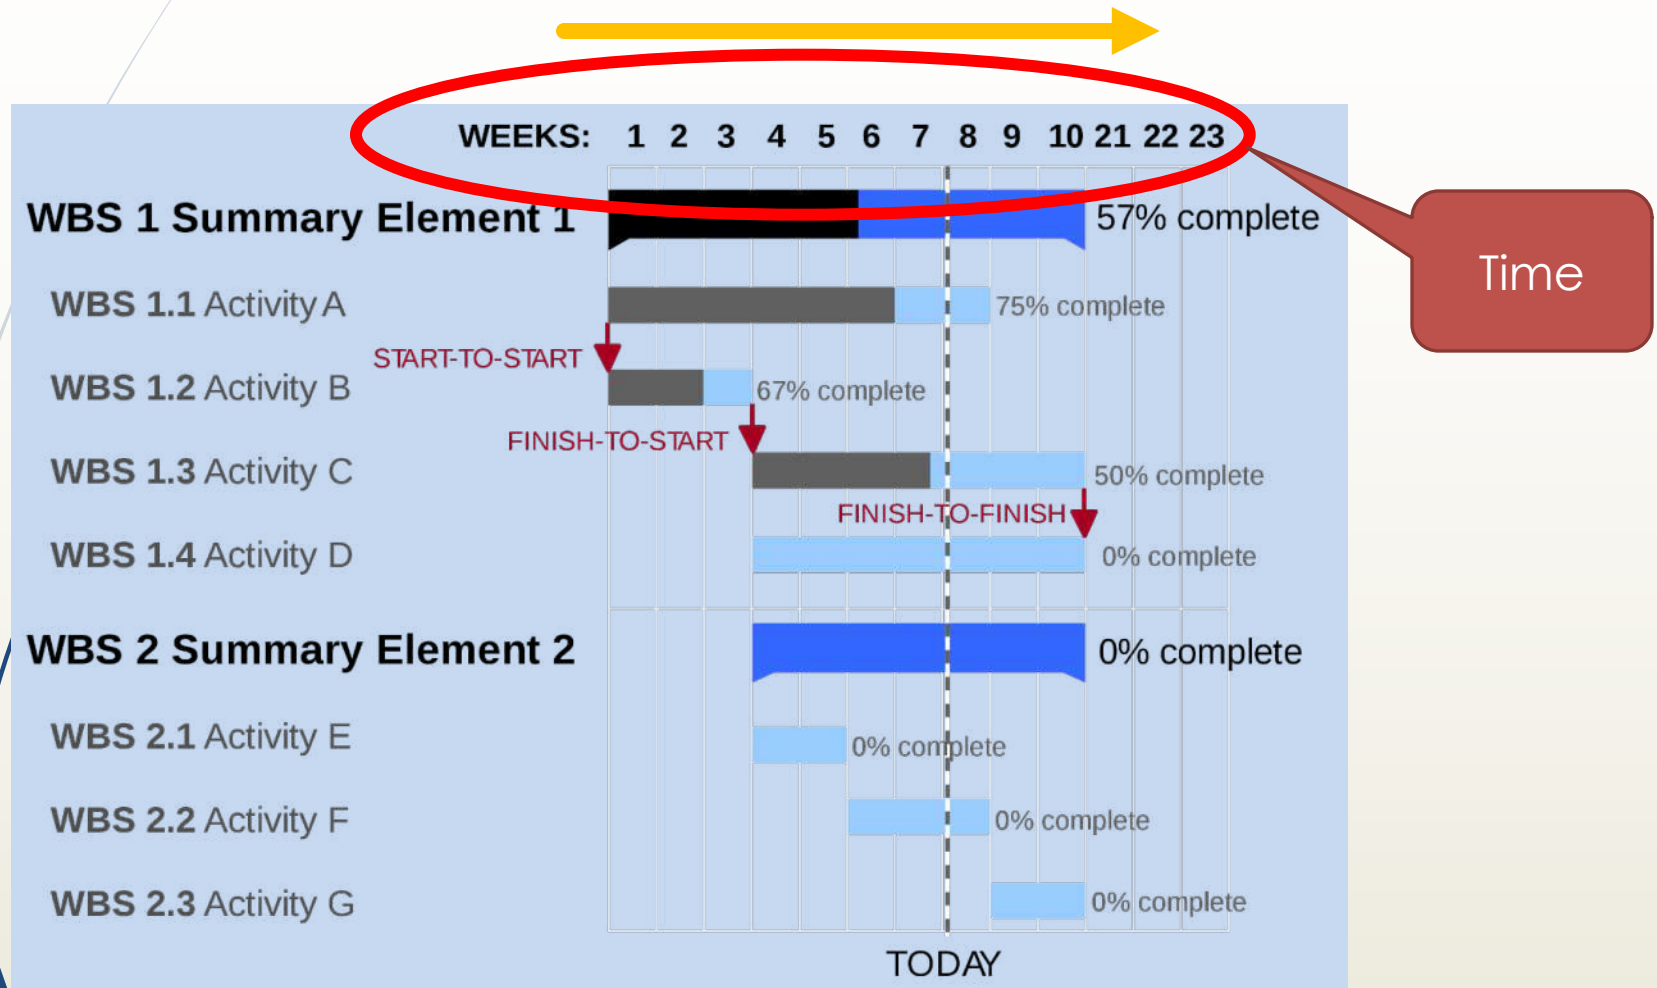 WEEKS: 1 2 3 4 5 6 7 8 9 10 21 22 23
WBS 1 Summary Element 1 57% complete
Time
WBS 1.1 Activity A 75% complete
START-TO-START
WBS 1.2 Activity B 67% complete
FINISH-TO-START
WBS 1.3 Activity C 50% complete
FINISH-TO-FINISH
WBS 1.4 Activity D 0% complete
WBS 2 Summary Element 2 0% complete
WBS 2.1 Activity E 0% complete
WBS 2.2 Activity F 0% complete
WBS 2.3 Activity G 0% complete
TODAY